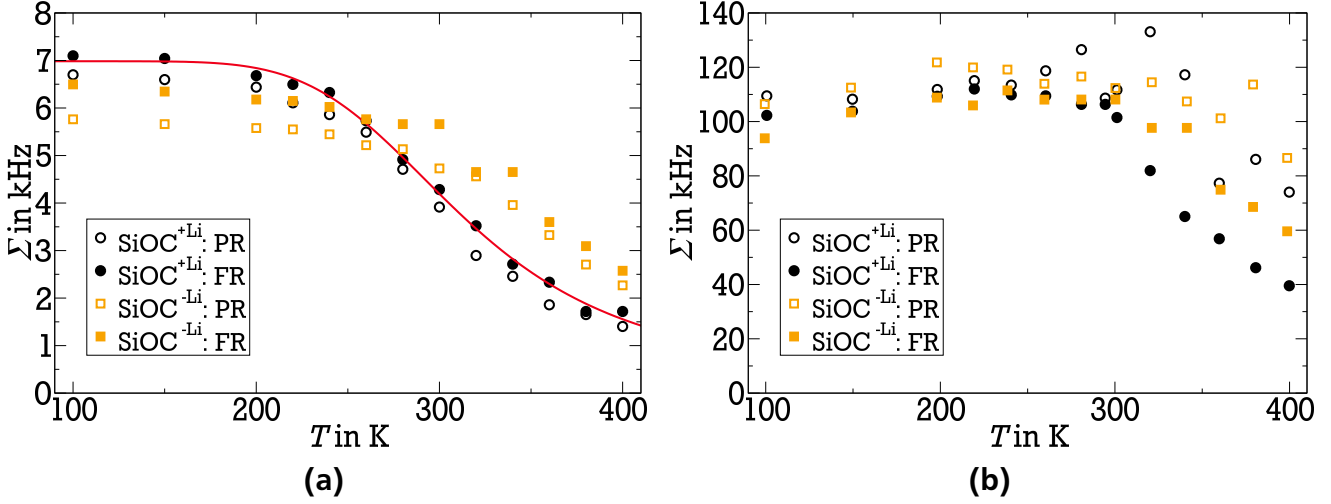 8
7
6
5
4
3
2
1
0
Σ in kHz
SiOC+Li: PR
SiOC+Li: FR
SiOC-Li: PR
SiOC-Li: FR
100 200 300 400
T in K
(a)
140
120
100
80
60
40
20
0
Σ in kHz
SiOC+Li: PR
SiOC+Li: FR
SiOC-Li: PR
SiOC-Li: FR
100 200 300 400
T in K
(b)